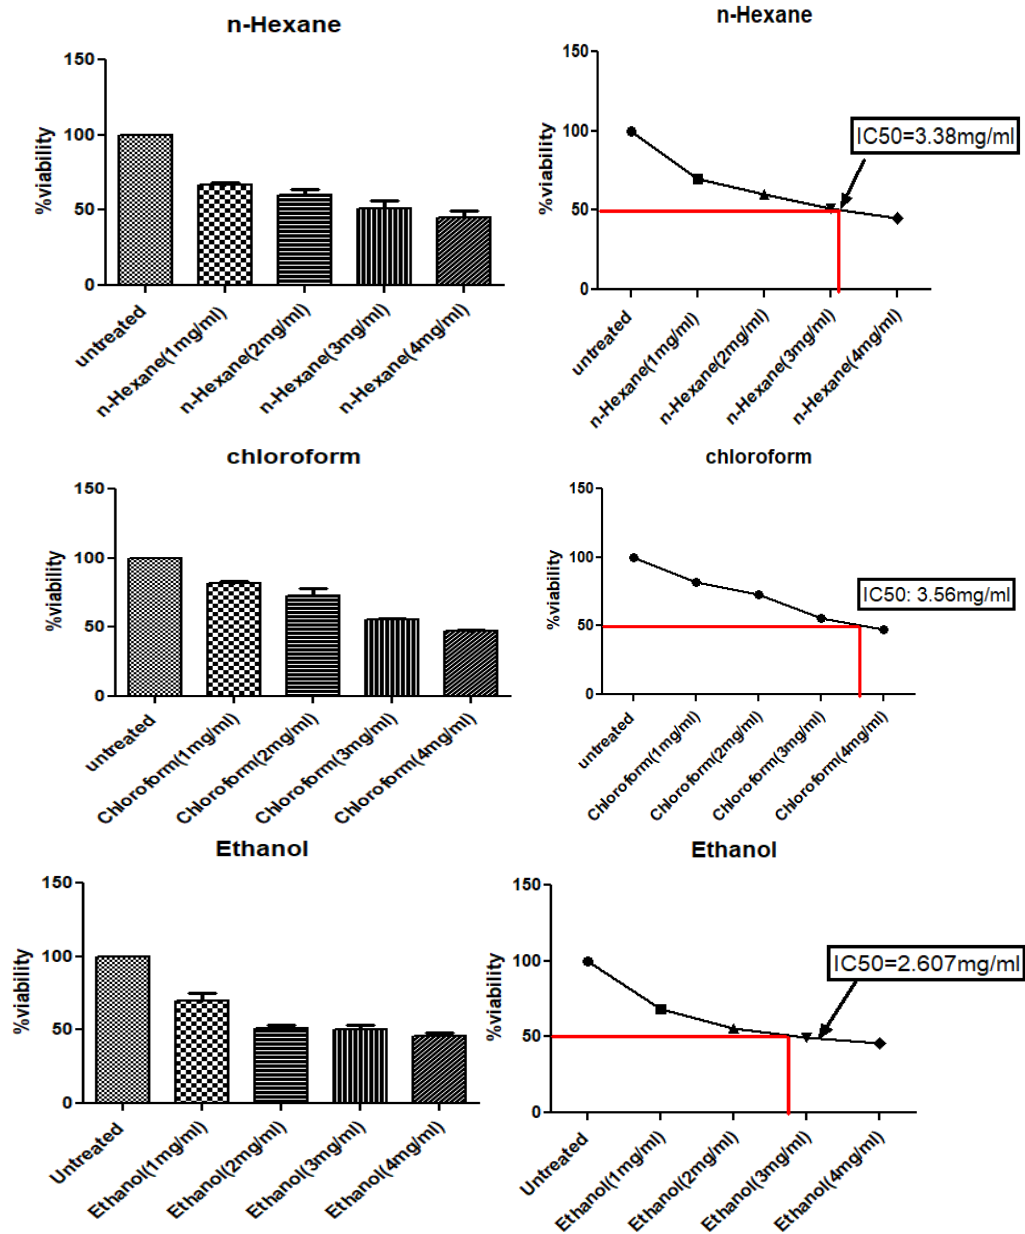 n-Hexane
%viability
150
100
50
0
untreated
n-Hexane(1mg/ml)
n-Hexane(2mg/ml)
n-Hexane(3mg/ml)
n-Hexane(4mg/ml)
n-Hexane
%viability
150
100
50
0
IC50=3.38mg/ml
untreated
n-Hexane(1mg/ml)
n-Hexane(2mg/ml)
n-Hexane(3mg/ml)
n-Hexane(4mg/ml)
chloroform
%viability
150
100
50
0
untreated
Chloroform(1mg/ml)
Chloroform(2mg/ml)
Chloroform(3mg/ml)
Chloroform(4mg/ml)
chloroform
%viability
150
100
50
0
IC50: 3.56mg/ml
untreated
Chloroform(1mg/ml)
Chloroform(2mg/ml)
Chloroform(3mg/ml)
Chloroform(4mg/ml)
Ethanol
%viability
150
100
50
0
Untreated
Ethanol(1mg/ml)
Ethanol(2mg/ml)
Ethanol(3mg/ml)
Ethanol(4mg/ml)
Ethanol
%viability
150
100
50
0
IC50=2.607mg/ml
Untreated
Ethanol(1mg/ml)
Ethanol(2mg/ml)
Ethanol(3mg/ml)
Ethanol(4mg/ml)